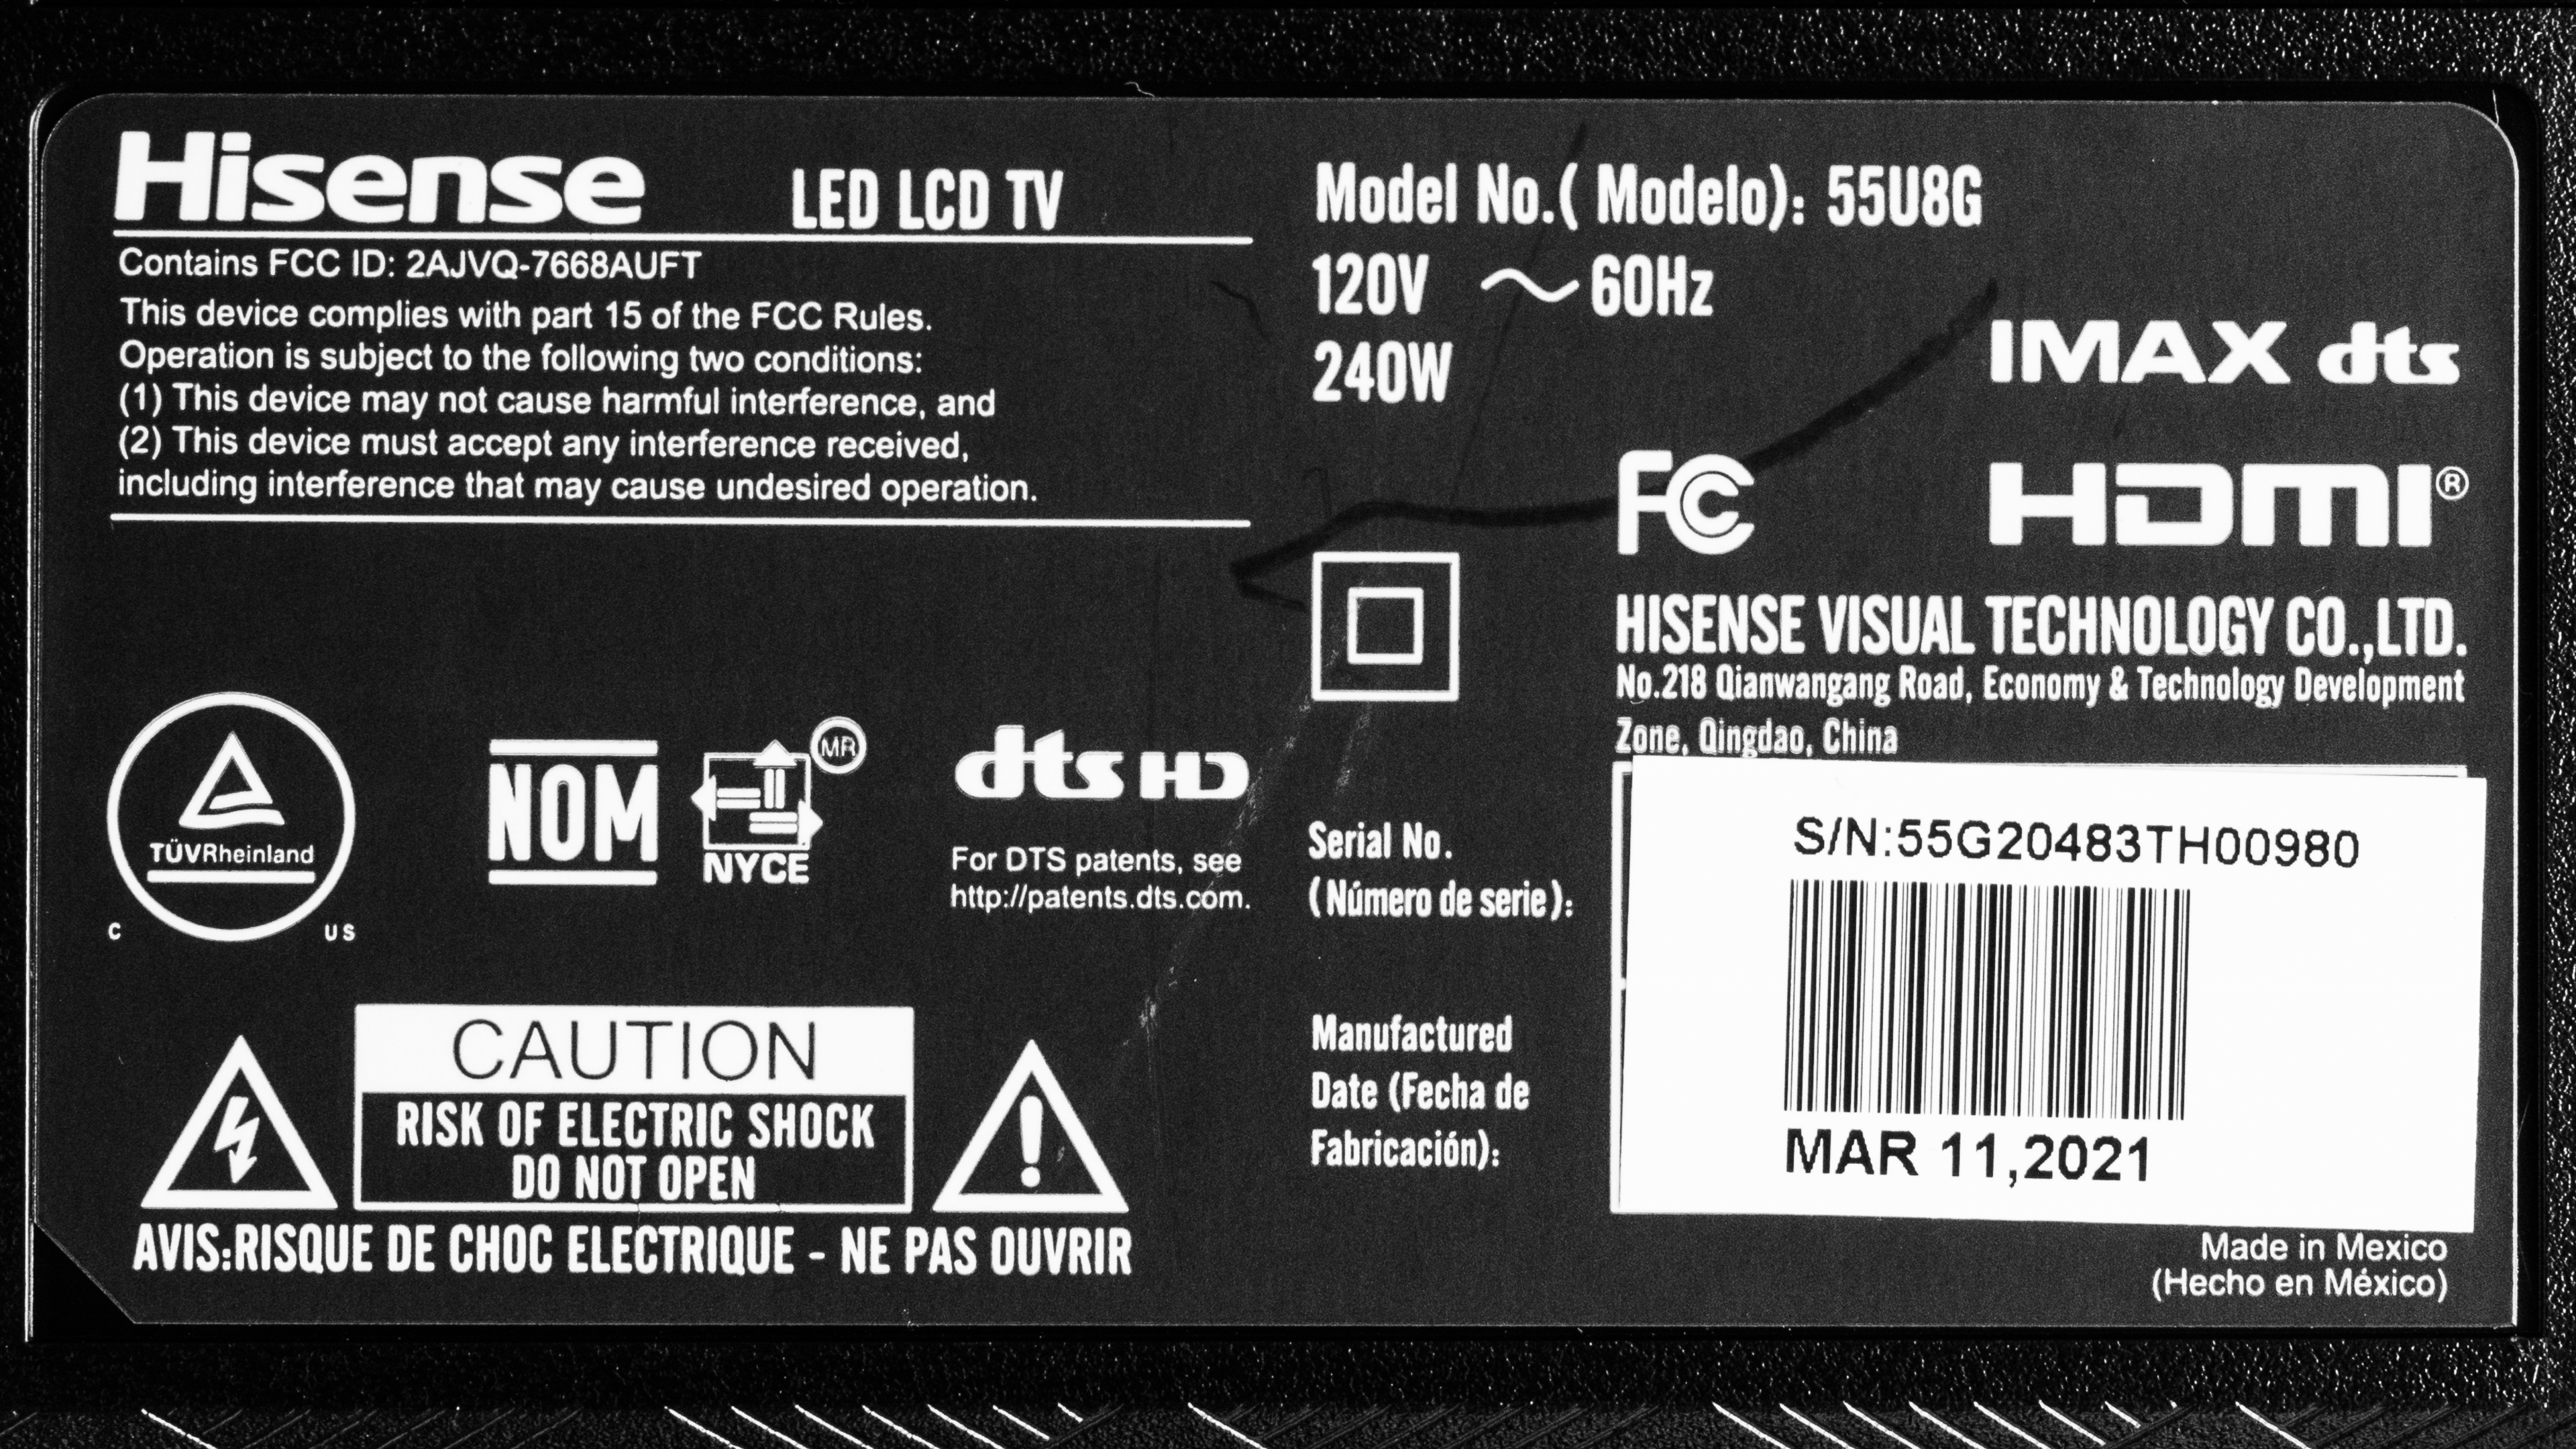 Hisense LED LCD TV
Contains FCC ID: 2AJVQ-7668AUFT
This device complies with part 15 of the FCC Rules.
Operation is subject to the following two conditions:
(1) This device may not cause harmful interference, and
(2) This device must accept any interference received,
including interference that may cause undesired operation.
TÜVRheinland
C US
NOM
MR
NYCE
dts HD
For DTS patents, see
http://patents.dts.com.
CAUTION
RISK OF ELECTRIC SHOCK
DO NOT OPEN
AVIS:RISQUE DE CHOC ELECTRIQUE - NE PAS OUVRIR
Model No.( Modelo): 55U8G
120V ~ 60Hz
240W
IMAX dts
FC HDMI®
HISENSE VISUAL TECHNOLOGY CO.,LTD.
No.218 Qianwangang Road, Economy & Technology Development
Zone, Qingdao, China
Serial No.
(Número de serie):
S/N:55G20483TH00980
Manufactured
Date (Fecha de
Fabricación):
MAR 11,2021
Made in Mexico
(Hecho en México)